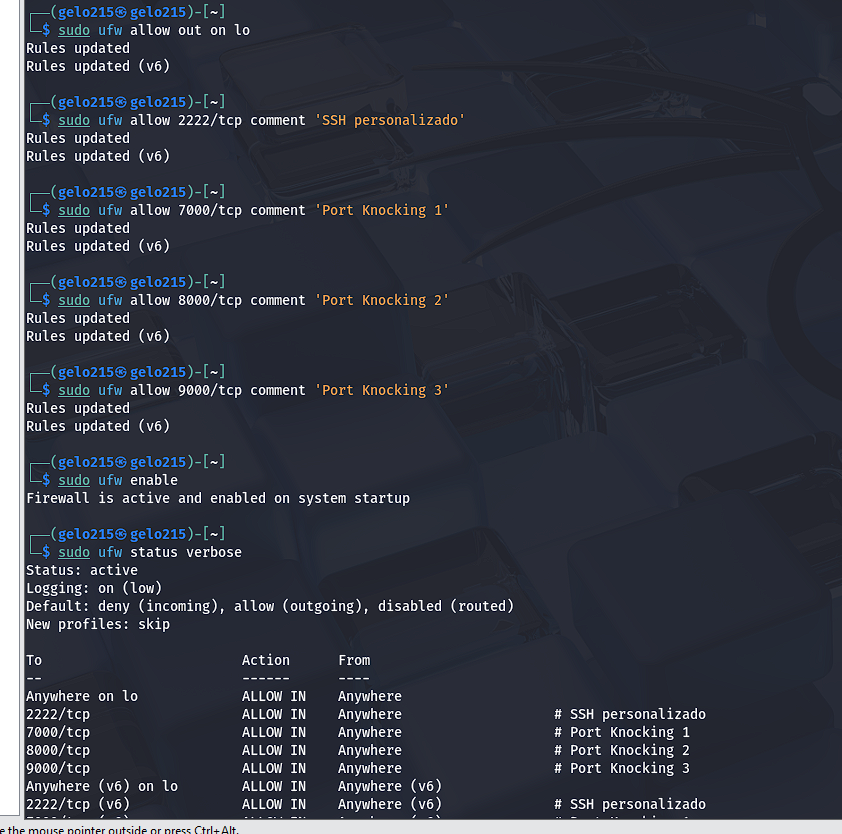 ┌──(gelo215㉿gelo215)-[~]
└─$ sudo ufw allow out on lo
Rules updated
Rules updated (v6)
┌──(gelo215㉿gelo215)-[~]
└─$ sudo ufw allow 2222/tcp comment 'SSH personalizado'
Rules updated
Rules updated (v6)
┌──(gelo215㉿gelo215)-[~]
└─$ sudo ufw allow 7000/tcp comment 'Port Knocking 1'
Rules updated
Rules updated (v6)
┌──(gelo215㉿gelo215)-[~]
└─$ sudo ufw allow 8000/tcp comment 'Port Knocking 2'
Rules updated
Rules updated (v6)
┌──(gelo215㉿gelo215)-[~]
└─$ sudo ufw allow 9000/tcp comment 'Port Knocking 3'
Rules updated
Rules updated (v6)
┌──(gelo215㉿gelo215)-[~]
└─$ sudo ufw enable
Firewall is active and enabled on system startup
┌──(gelo215㉿gelo215)-[~]
└─$ sudo ufw status verbose
Status: active
Logging: on (low)
Default: deny (incoming), allow (outgoing), disabled (routed)
New profiles: skip
To Action From
-- ------ ----
Anywhere on lo ALLOW IN Anywhere
2222/tcp ALLOW IN Anywhere # SSH personalizado
7000/tcp ALLOW IN Anywhere # Port Knocking 1
8000/tcp ALLOW IN Anywhere # Port Knocking 2
9000/tcp ALLOW IN Anywhere # Port Knocking 3
Anywhere (v6) on lo ALLOW IN Anywhere (v6)
2222/tcp (v6) ALLOW IN Anywhere (v6) # SSH personalizado
the mouse pointer outside or press Ctrl+Alt.